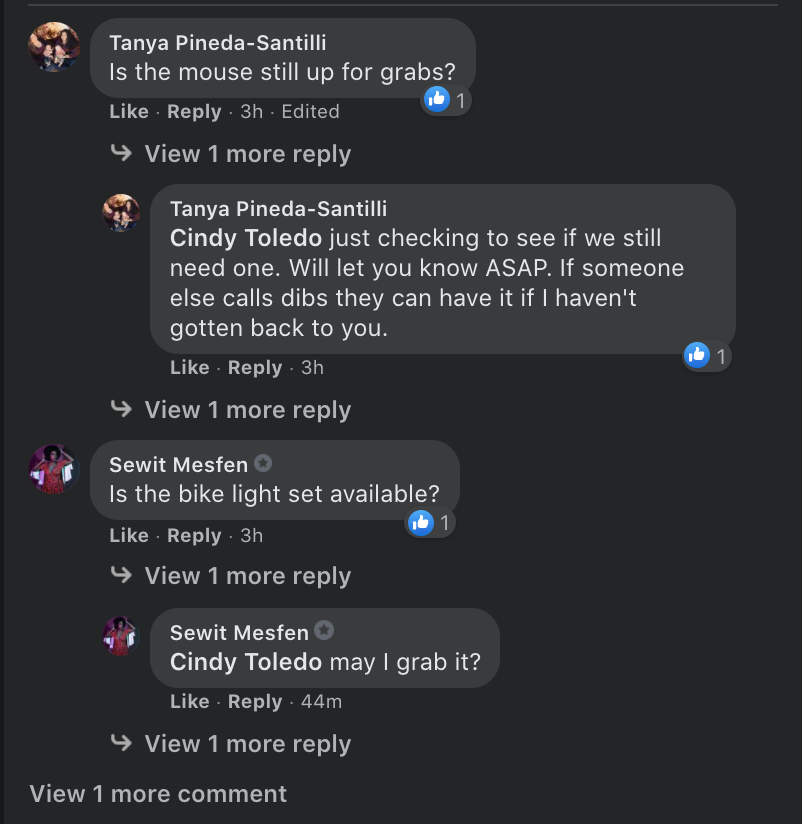 Tanya Pineda-Santilli
Is the mouse still up for grabs?
1
Like · Reply · 3h · Edited
View 1 more reply
Tanya Pineda-Santilli
Cindy Toledo just checking to see if we still
need one. Will let you know ASAP. If someone
else calls dibs they can have it if I haven't
gotten back to you.
1
Like · Reply · 3h
View 1 more reply
Sewit Mesfen
Is the bike light set available?
1
Like · Reply · 3h
View 1 more reply
Sewit Mesfen
Cindy Toledo may I grab it?
Like · Reply · 44m
View 1 more reply
View 1 more comment